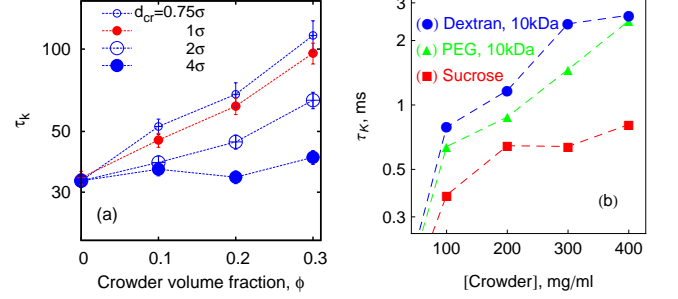 d_cr=0.75σ
1σ
2σ
4σ
100
50
30
τ_k
(a)
0 0.1 0.2 0.3
Crowder volume fraction, ϕ
3
1
0.5
0.3
τ_K, ms
(●) Dextran, 10kDa
(▲) PEG, 10kDa
(■) Sucrose
(b)
100 200 300 400
[Crowder], mg/ml